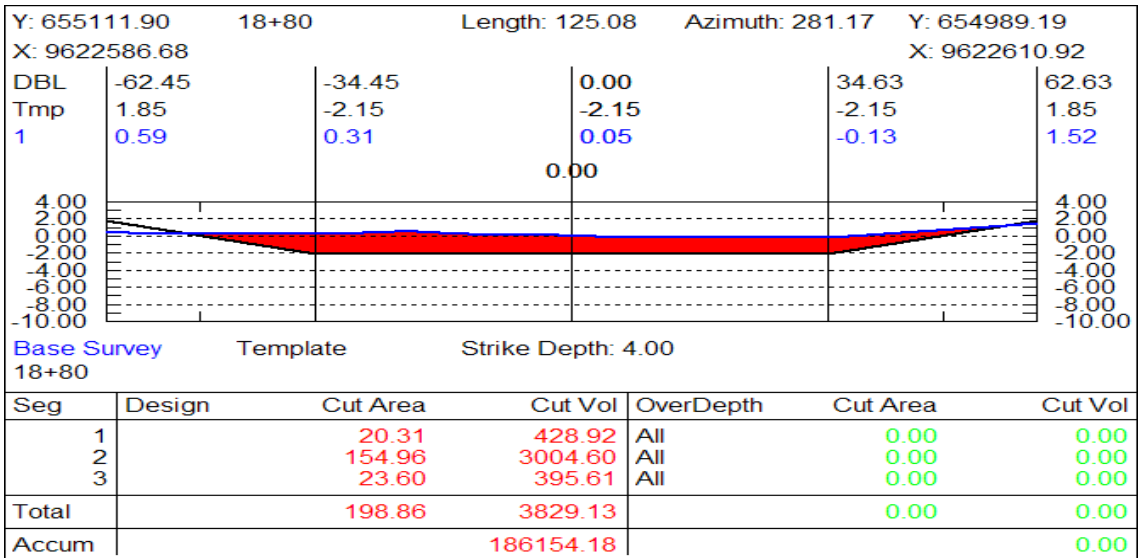 Y: 655111.90 18+80 Length: 125.08 Azimuth: 281.17 Y: 654989.19
X: 9622586.68 X: 9622610.92
DBL -62.45 -34.45 0.00 34.63 62.63
Tmp 1.85 -2.15 -2.15 -2.15 1.85
1 0.59 0.31 0.05 -0.13 1.52
0.00
4.00 4.00
2.00 2.00
0.00 0.00
-2.00 -2.00
-4.00 -4.00
-6.00 -6.00
-8.00 -8.00
-10.00 -10.00
Base Survey Template Strike Depth: 4.00
18+80
Seg Design Cut Area Cut Vol OverDepth Cut Area Cut Vol
1 20.31 428.92 All 0.00 0.00
2 154.96 3004.60 All 0.00 0.00
3 23.60 395.61 All 0.00 0.00
Total 198.86 3829.13 0.00 0.00
Accum 186154.18 0.00